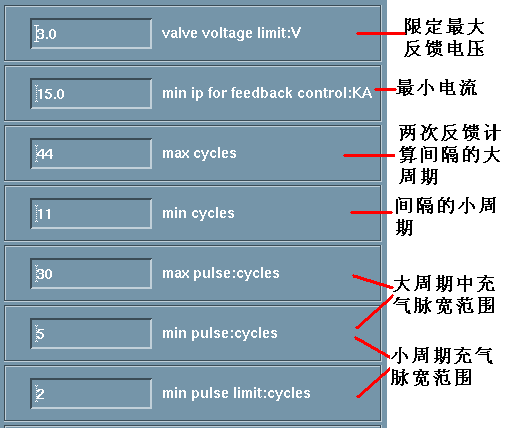 3.0 valve voltage limit:V
限定最大
反馈电压
15.0 min ip for feedback control:KA
最小电流
44 max cycles
两次反馈计
算间隔的大
周期
11 min cycles
间隔的小周
期
30 max pulse:cycles
大周期中充
气脉宽范围
5 min pulse:cycles
小周期充气
脉宽范围
2 min pulse limit:cycles